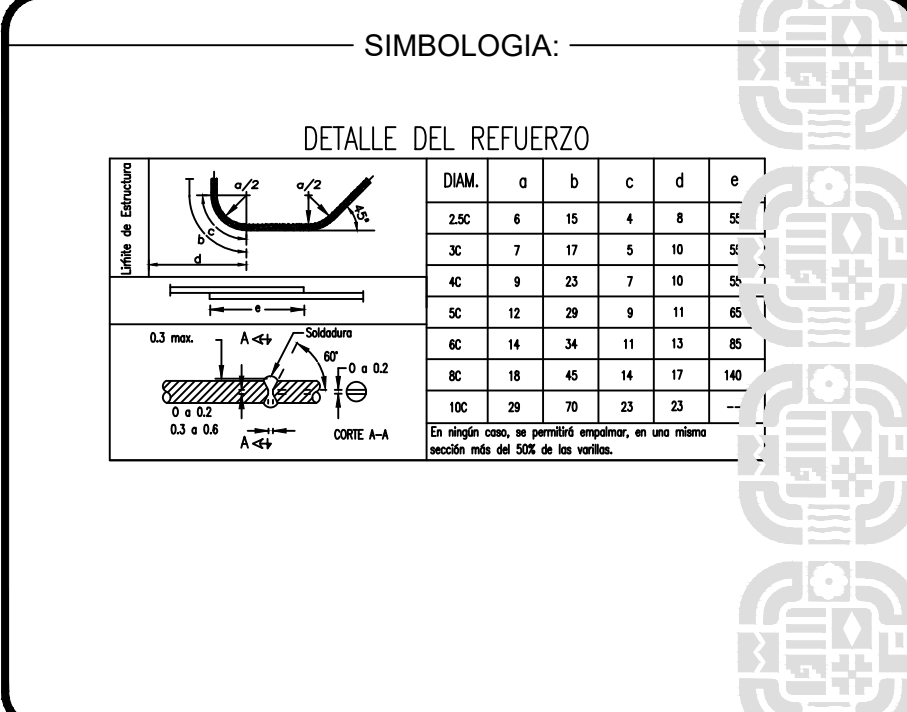 SIMBOLOGIA:
DETALLE DEL REFUERZO
Limite de Estructura
a/2
a/2
45°
b
c
d
e
0.3 max.
A
Soldadura
60°
0 a 0.2
0 a 0.2
0.3 a 0.6
A
CORTE A-A
DIAM. a b c d e
2.5C 6 15 4 8 55
3C 7 17 5 10 55
4C 9 23 7 10 55
5C 12 29 9 11 65
6C 14 34 11 13 85
8C 18 45 14 17 140
10C 29 70 23 23 --
En ningún caso, se permitirá empalmar, en una misma
sección más del 50% de las varillas.